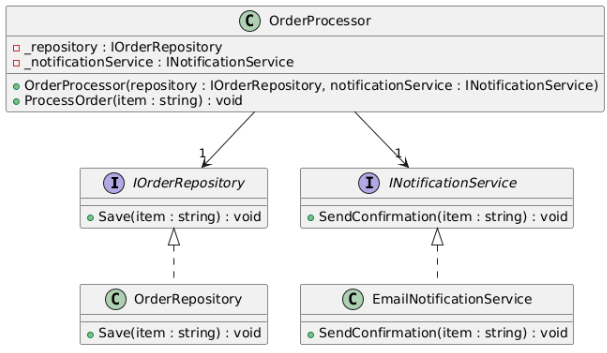 C OrderProcessor
_repository : IOrderRepository
_notificationService : INotificationService
OrderProcessor(repository : IOrderRepository, notificationService : INotificationService)
ProcessOrder(item : string) : void
1
1
I IOrderRepository
I INotificationService
Save(item : string) : void
SendConfirmation(item : string) : void
C OrderRepository
C EmailNotificationService
Save(item : string) : void
SendConfirmation(item : string) : void